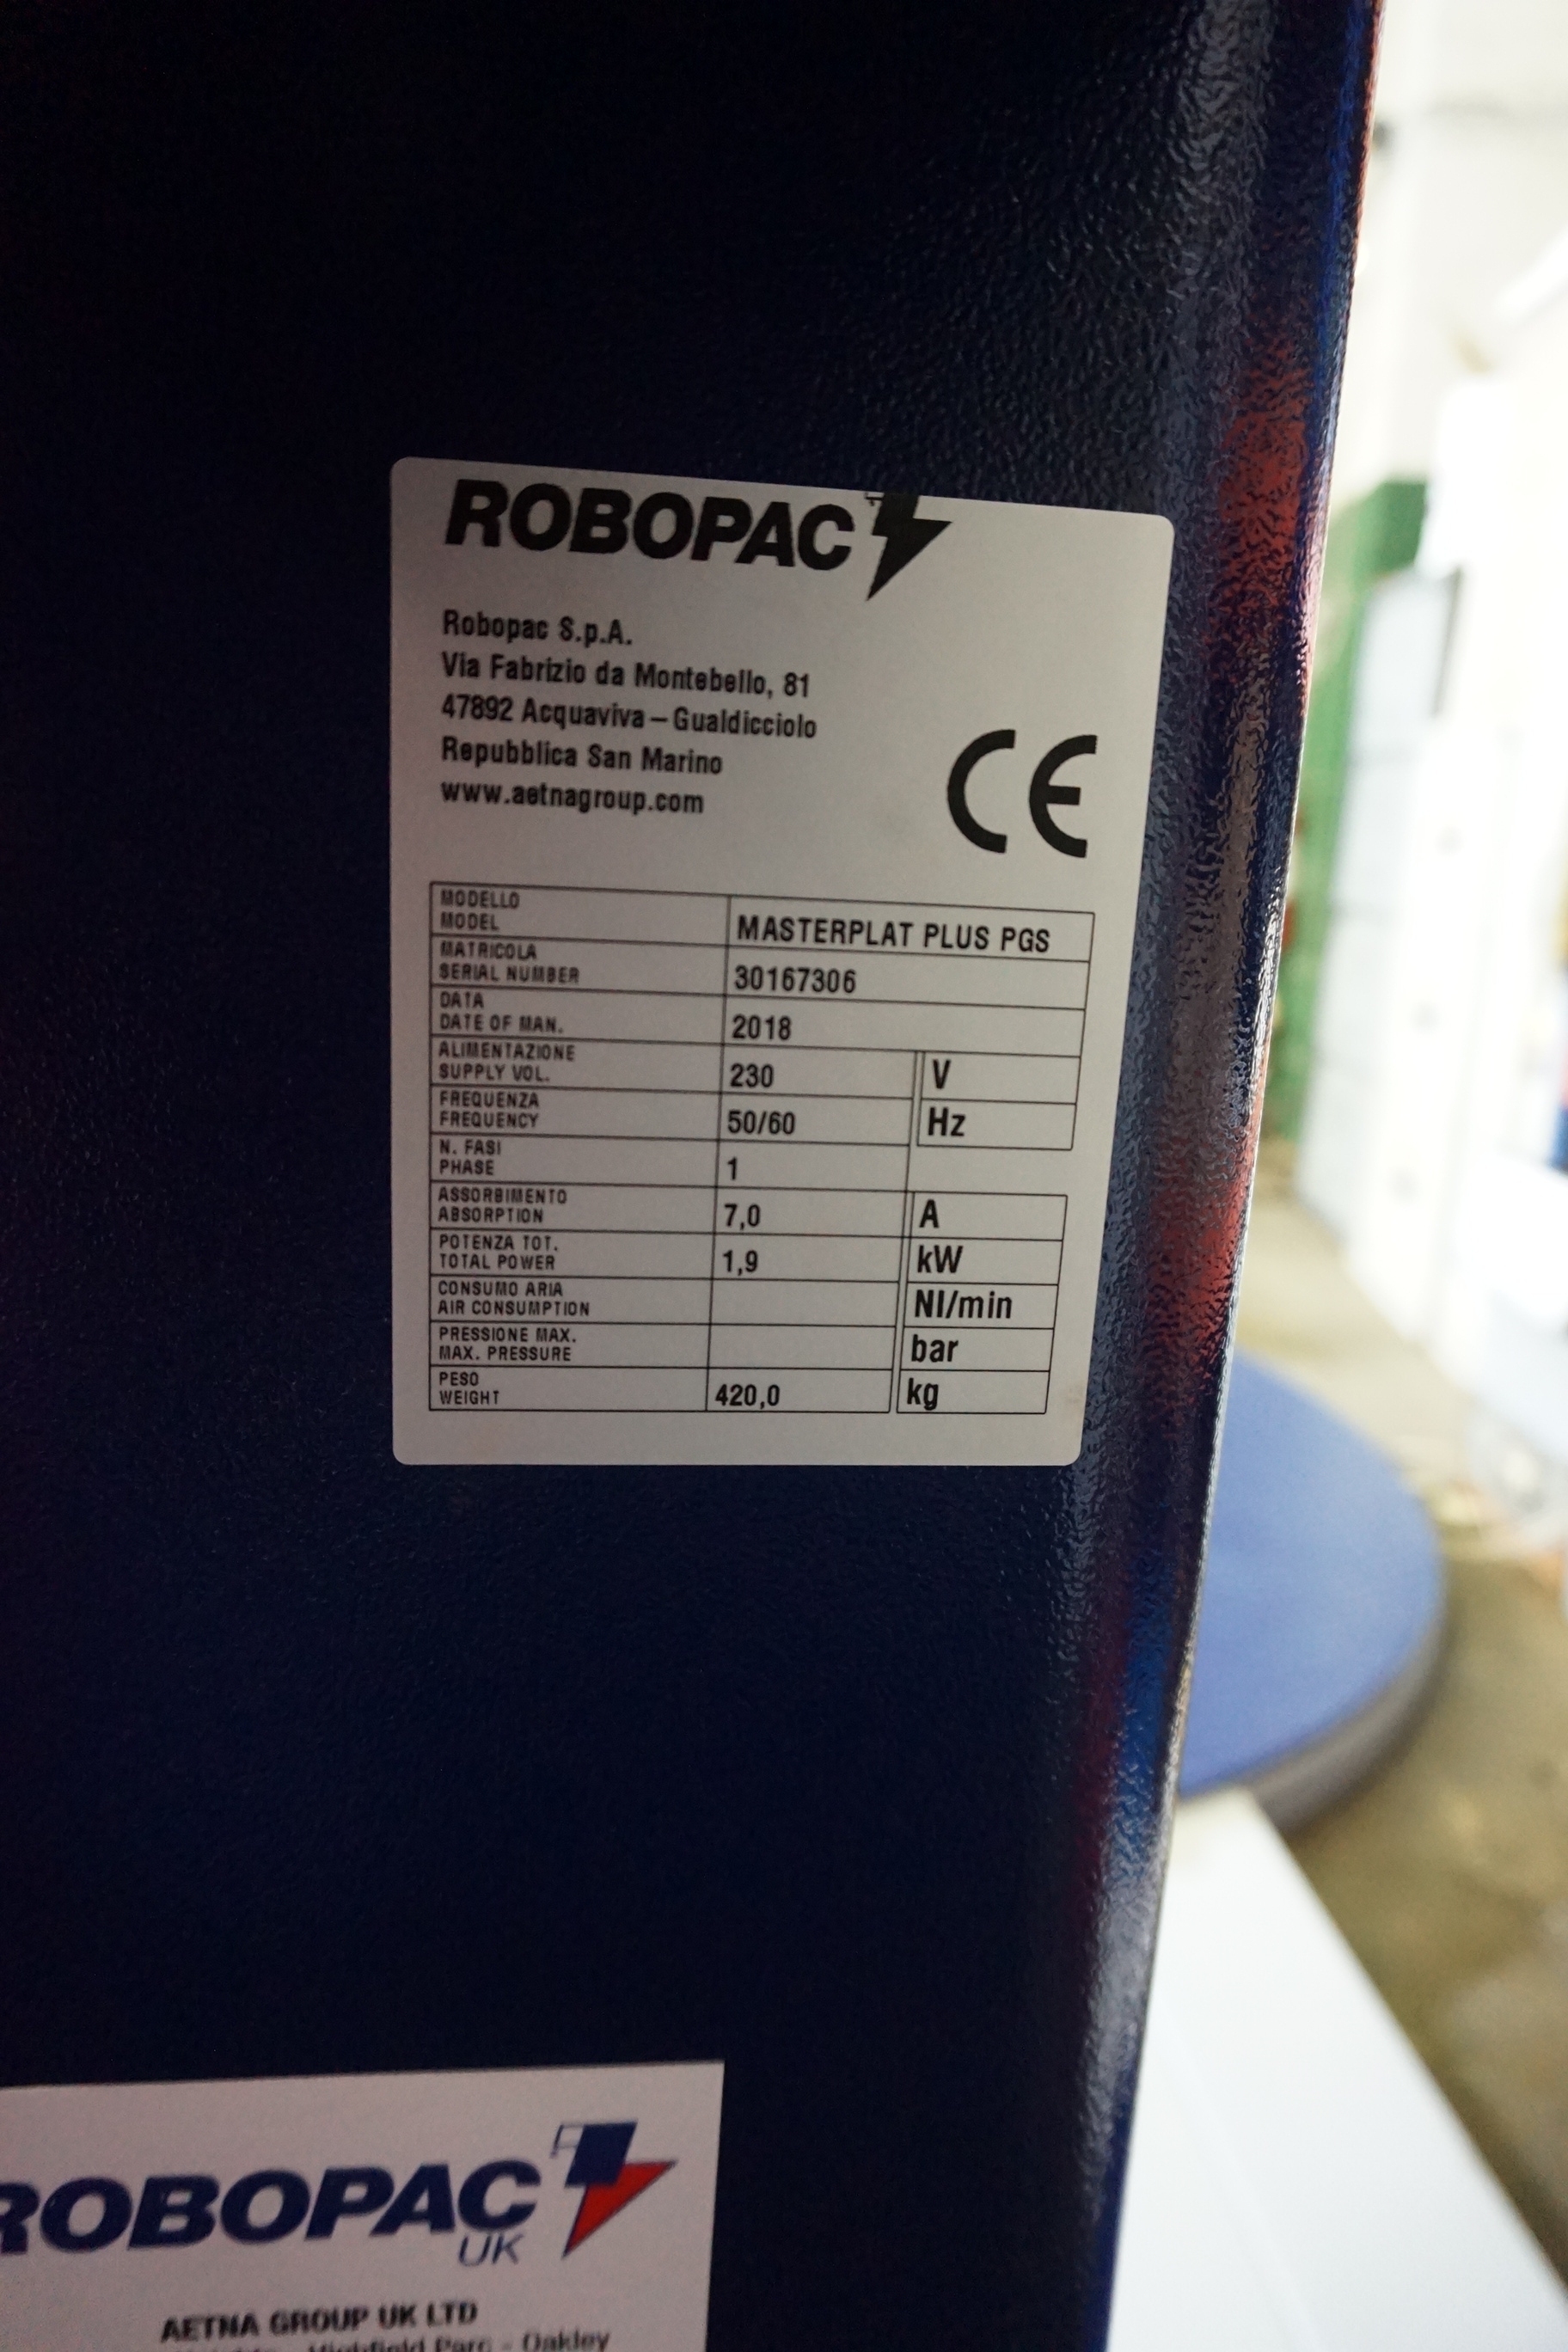 ROBOPAC
Robopac S.p.A.
Via Fabrizio da Montebello, 81
47892 Acquaviva – Gualdicciolo
Repubblica San Marino
www.aetnagroup.com
CE
MODELLO
MODEL
MASTERPLAT PLUS PGS
MATRICOLA
SERIAL NUMBER
30167306
DATA
DATE OF MAN.
2018
ALIMENTAZIONE
SUPPLY VOL.
230 V
FREQUENZA
FREQUENCY
50/60 Hz
N. FASI
PHASE
1
ASSORBIMENTO
ABSORPTION
7,0 A
POTENZA TOT.
TOTAL POWER
1,9 kW
CONSUMO ARIA
AIR CONSUMPTION
Nl/min
PRESSIONE MAX.
MAX. PRESSURE
bar
PESO
WEIGHT
420,0 kg
ROBOPAC
UK
AETNA GROUP UK LTD
Highfield Parc - Oakley